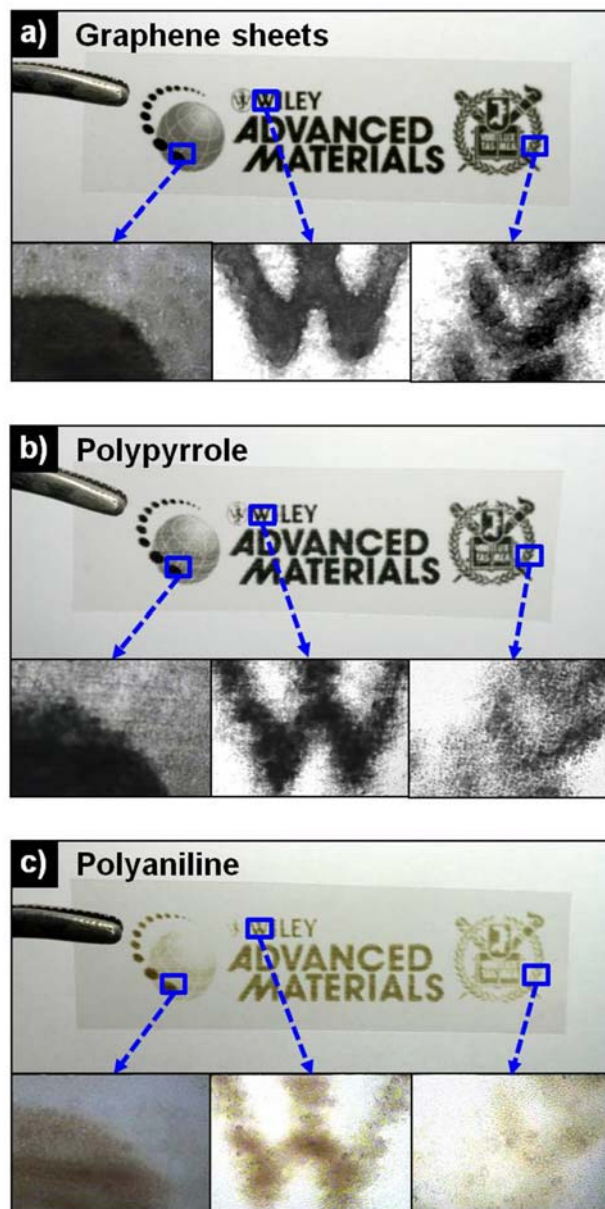 a) Graphene sheets
WILEY
ADVANCED
MATERIALS
W
b) Polypyrrole
WILEY
ADVANCED
MATERIALS
W
c) Polyaniline
WILEY
ADVANCED
MATERIALS
W